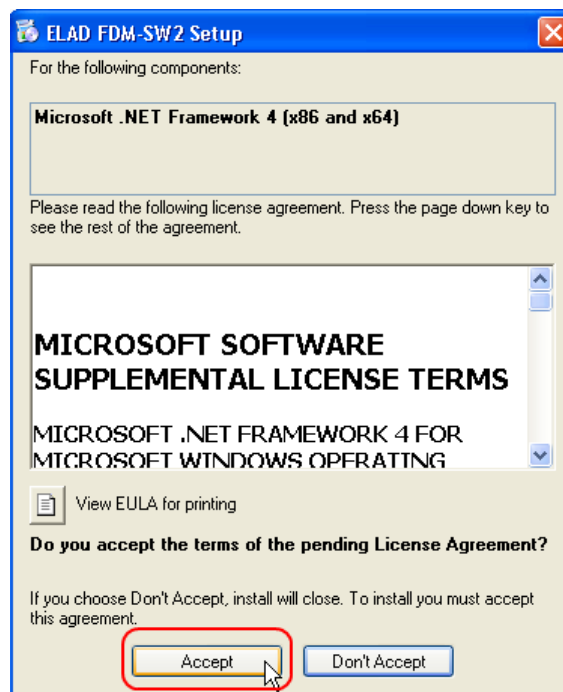 ELAD FDM-SW2 Setup
For the following components:
Microsoft .NET Framework 4 (x86 and x64)
Please read the following license agreement. Press the page down key to
see the rest of the agreement.
MICROSOFT SOFTWARE
SUPPLEMENTAL LICENSE TERMS
MICROSOFT .NET FRAMEWORK 4 FOR
MICROSOFT WINDOWS OPERATING
View EULA for printing
Do you accept the terms of the pending License Agreement?
If you choose Don't Accept, install will close. To install you must accept
this agreement.
Accept
Don't Accept